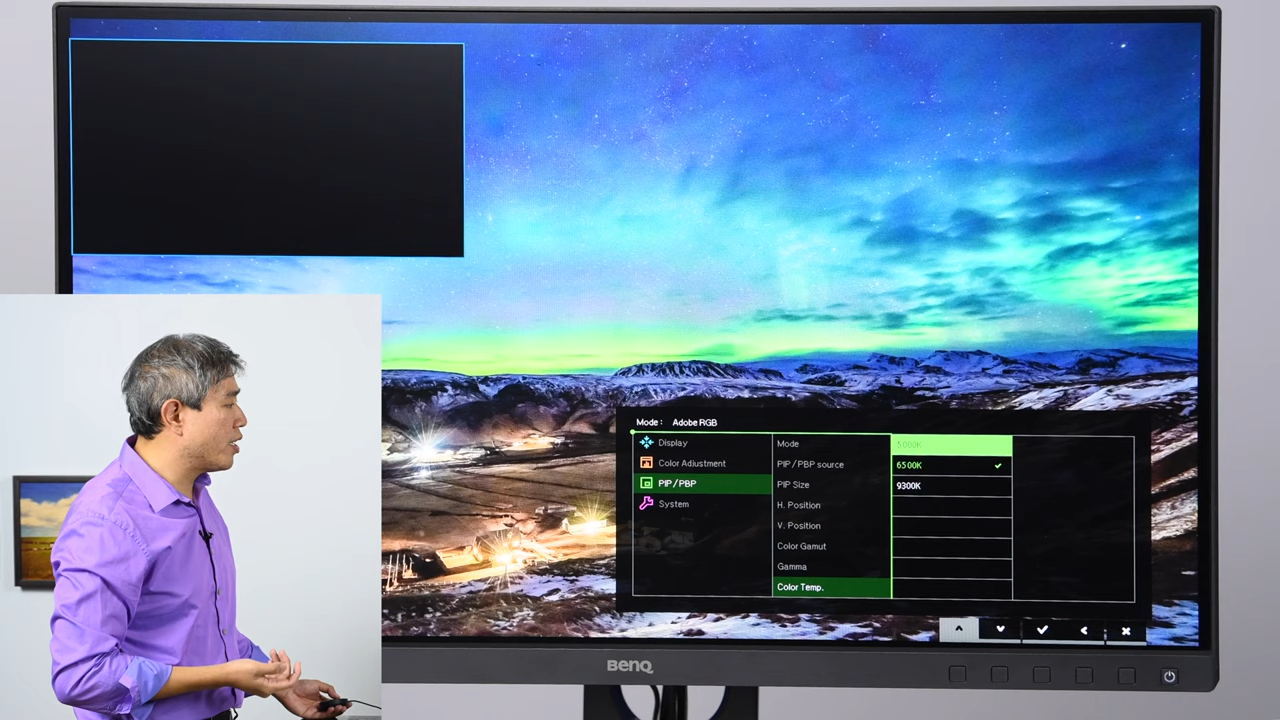 Mode: Adobe RGB
Display
Color Adjustment
PIP/PBP
System
Mode
PIP/PBP source
PIP Size
H. Position
V. Position
Color Gamut
Gamma
Color Temp.
5000K
6500K
9300K
BenQ